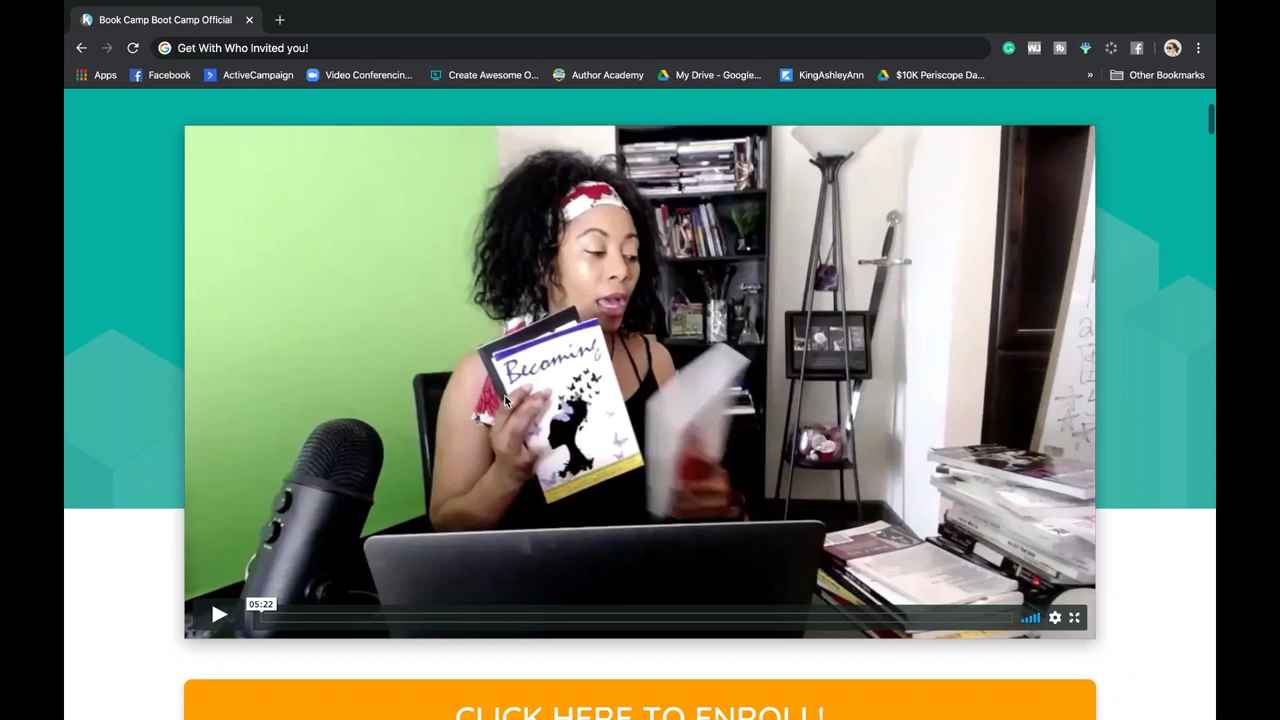 Book Camp Boot Camp Official
Get With Who Invited you!
Apps Facebook ActiveCampaign Video Conferencin... Create Awesome O... Author Academy My Drive - Google... KingAshleyAnn $10K Periscope Da... » Other Bookmarks
Becoming
05:22
CLICK HERE TO ENROLL!